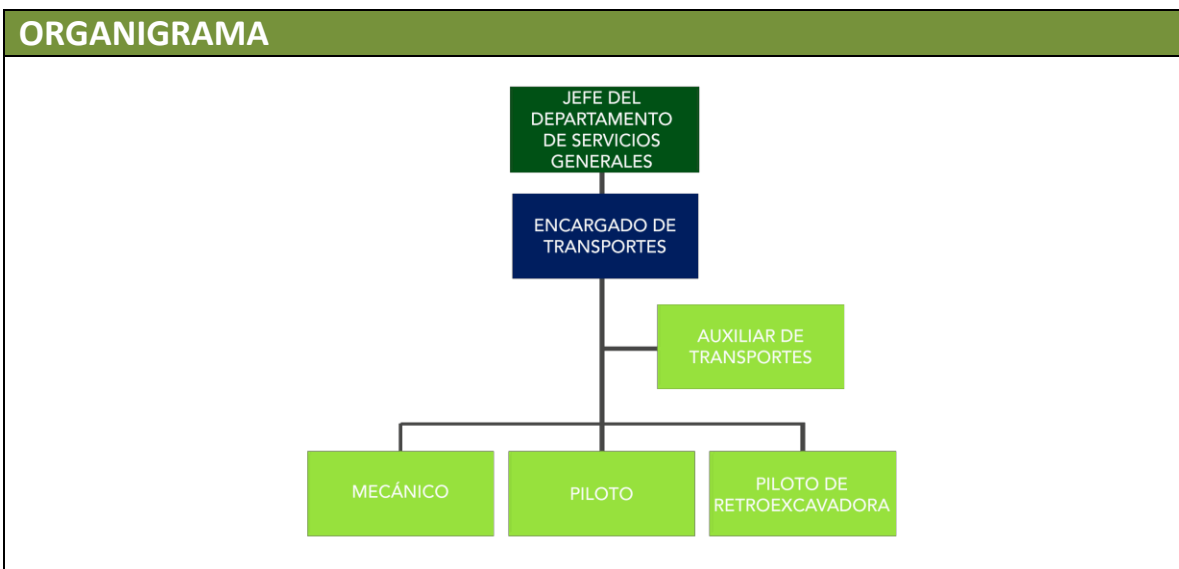 ORGANIGRAMA
JEFE DEL
DEPARTAMENTO
DE SERVICIOS
GENERALES
ENCARGADO DE
TRANSPORTES
AUXILIAR DE
TRANSPORTES
MECÁNICO
PILOTO
PILOTO DE
RETROEXCAVADORA